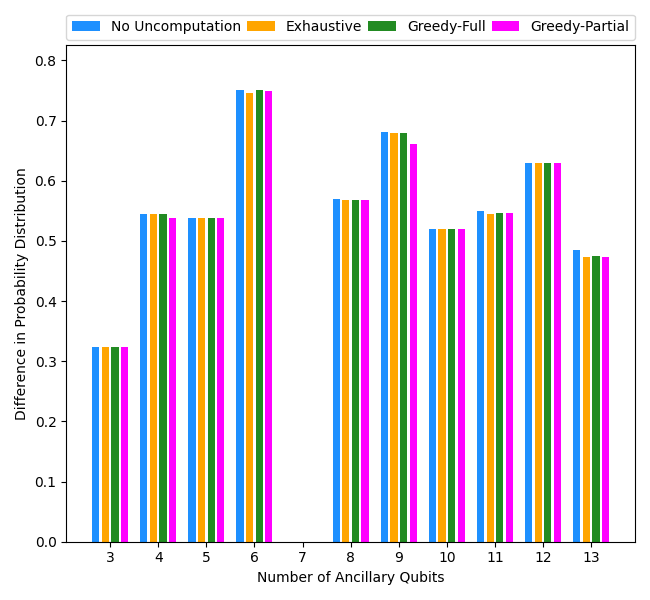 No Uncomputation Exhaustive Greedy-Full Greedy-Partial
0.8
0.7
0.6
0.5
0.4
0.3
0.2
0.1
0.0
Difference in Probability Distribution
3 4 5 6 7 8 9 10 11 12 13
Number of Ancillary Qubits